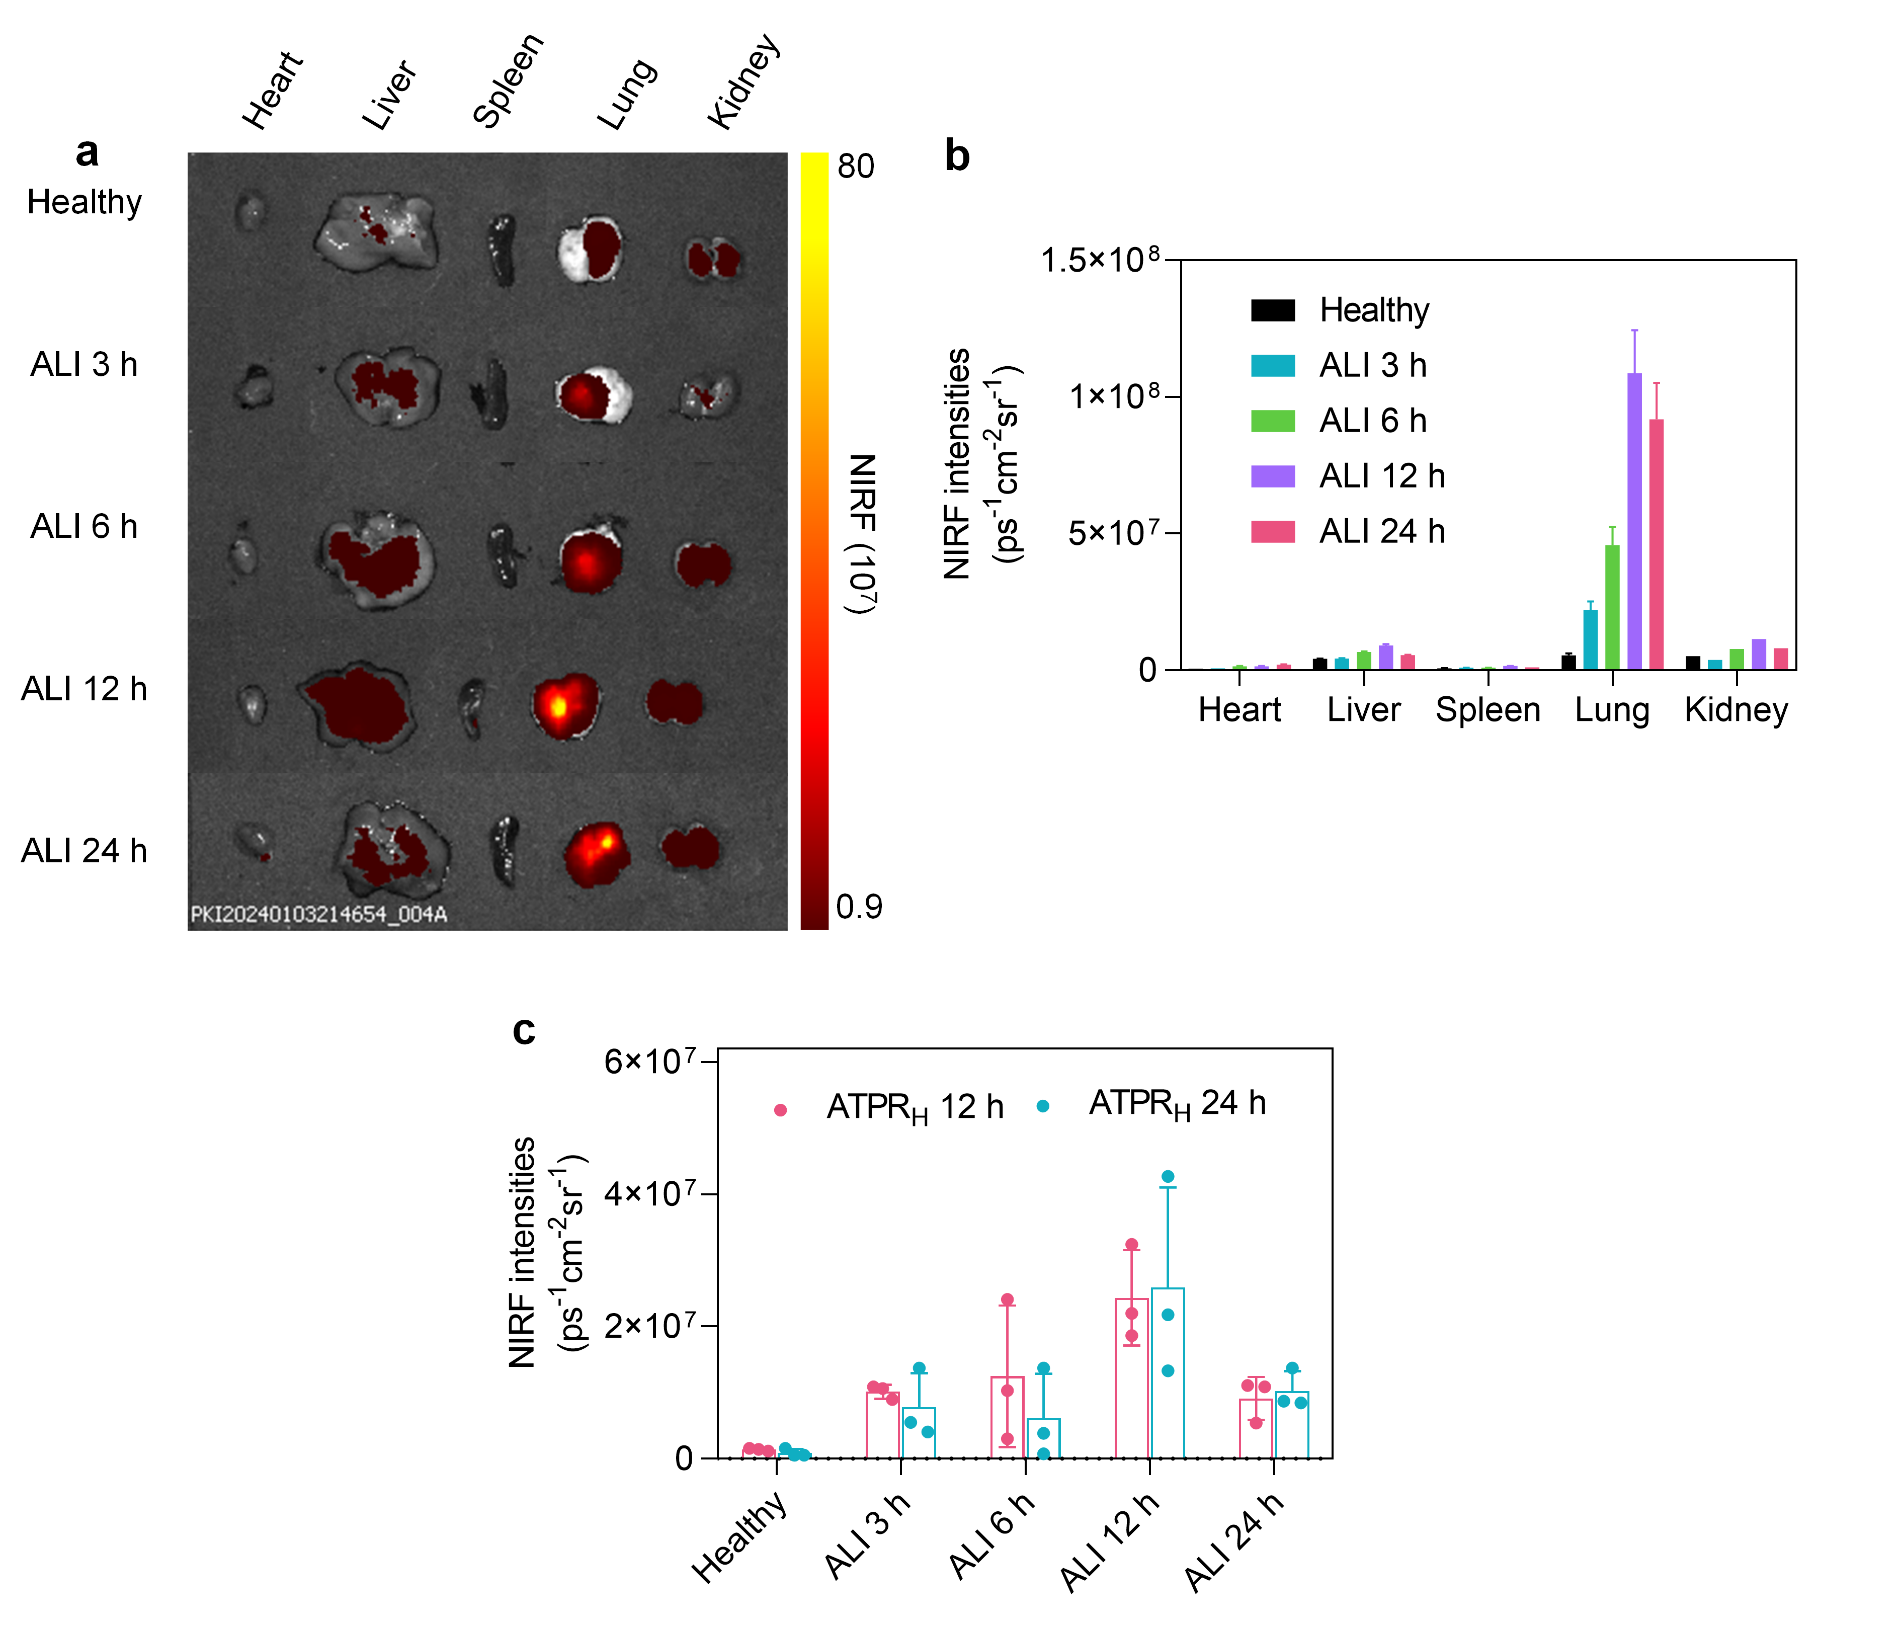 a
Heart
Liver
Spleen
Lung
Kidney
Healthy
ALI 3 h
ALI 6 h
ALI 12 h
ALI 24 h
PKI20240103214654_004A
80
NIRF (10⁷)
0.9
b
NIRF intensities
(ps⁻¹cm⁻²sr⁻¹)
1.5×10⁸
1×10⁸
5×10⁷
0
Healthy
ALI 3 h
ALI 6 h
ALI 12 h
ALI 24 h
Heart
Liver
Spleen
Lung
Kidney
c
NIRF intensities
(ps⁻¹cm⁻²sr⁻¹)
6×10⁷
4×10⁷
2×10⁷
0
ATPR_H 12 h
ATPR_H 24 h
Healthy
ALI 3 h
ALI 6 h
ALI 12 h
ALI 24 h